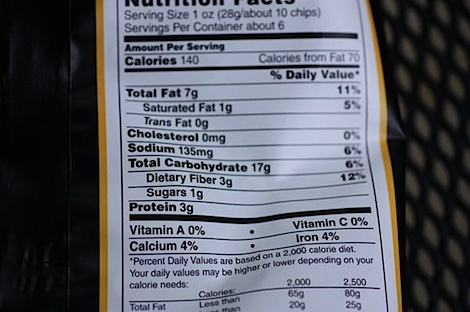 Nutrition Facts
Serving Size 1 oz (28g/about 10 chips)
Servings Per Container about 6
Amount Per Serving
Calories 140 Calories from Fat 70
% Daily Value*
Total Fat 7g 11%
Saturated Fat 1g 5%
Trans Fat 0g
Cholesterol 0mg 0%
Sodium 135mg 6%
Total Carbohydrate 17g 6%
Dietary Fiber 3g 12%
Sugars 1g
Protein 3g
Vitamin A 0% • Vitamin C 0%
Calcium 4% • Iron 4%
*Percent Daily Values are based on a 2,000 calorie diet.
Your daily values may be higher or lower depending on your
calorie needs:
Calories: 2,000 2,500
Total Fat Less than 65g 80g
Less than 20g 25g